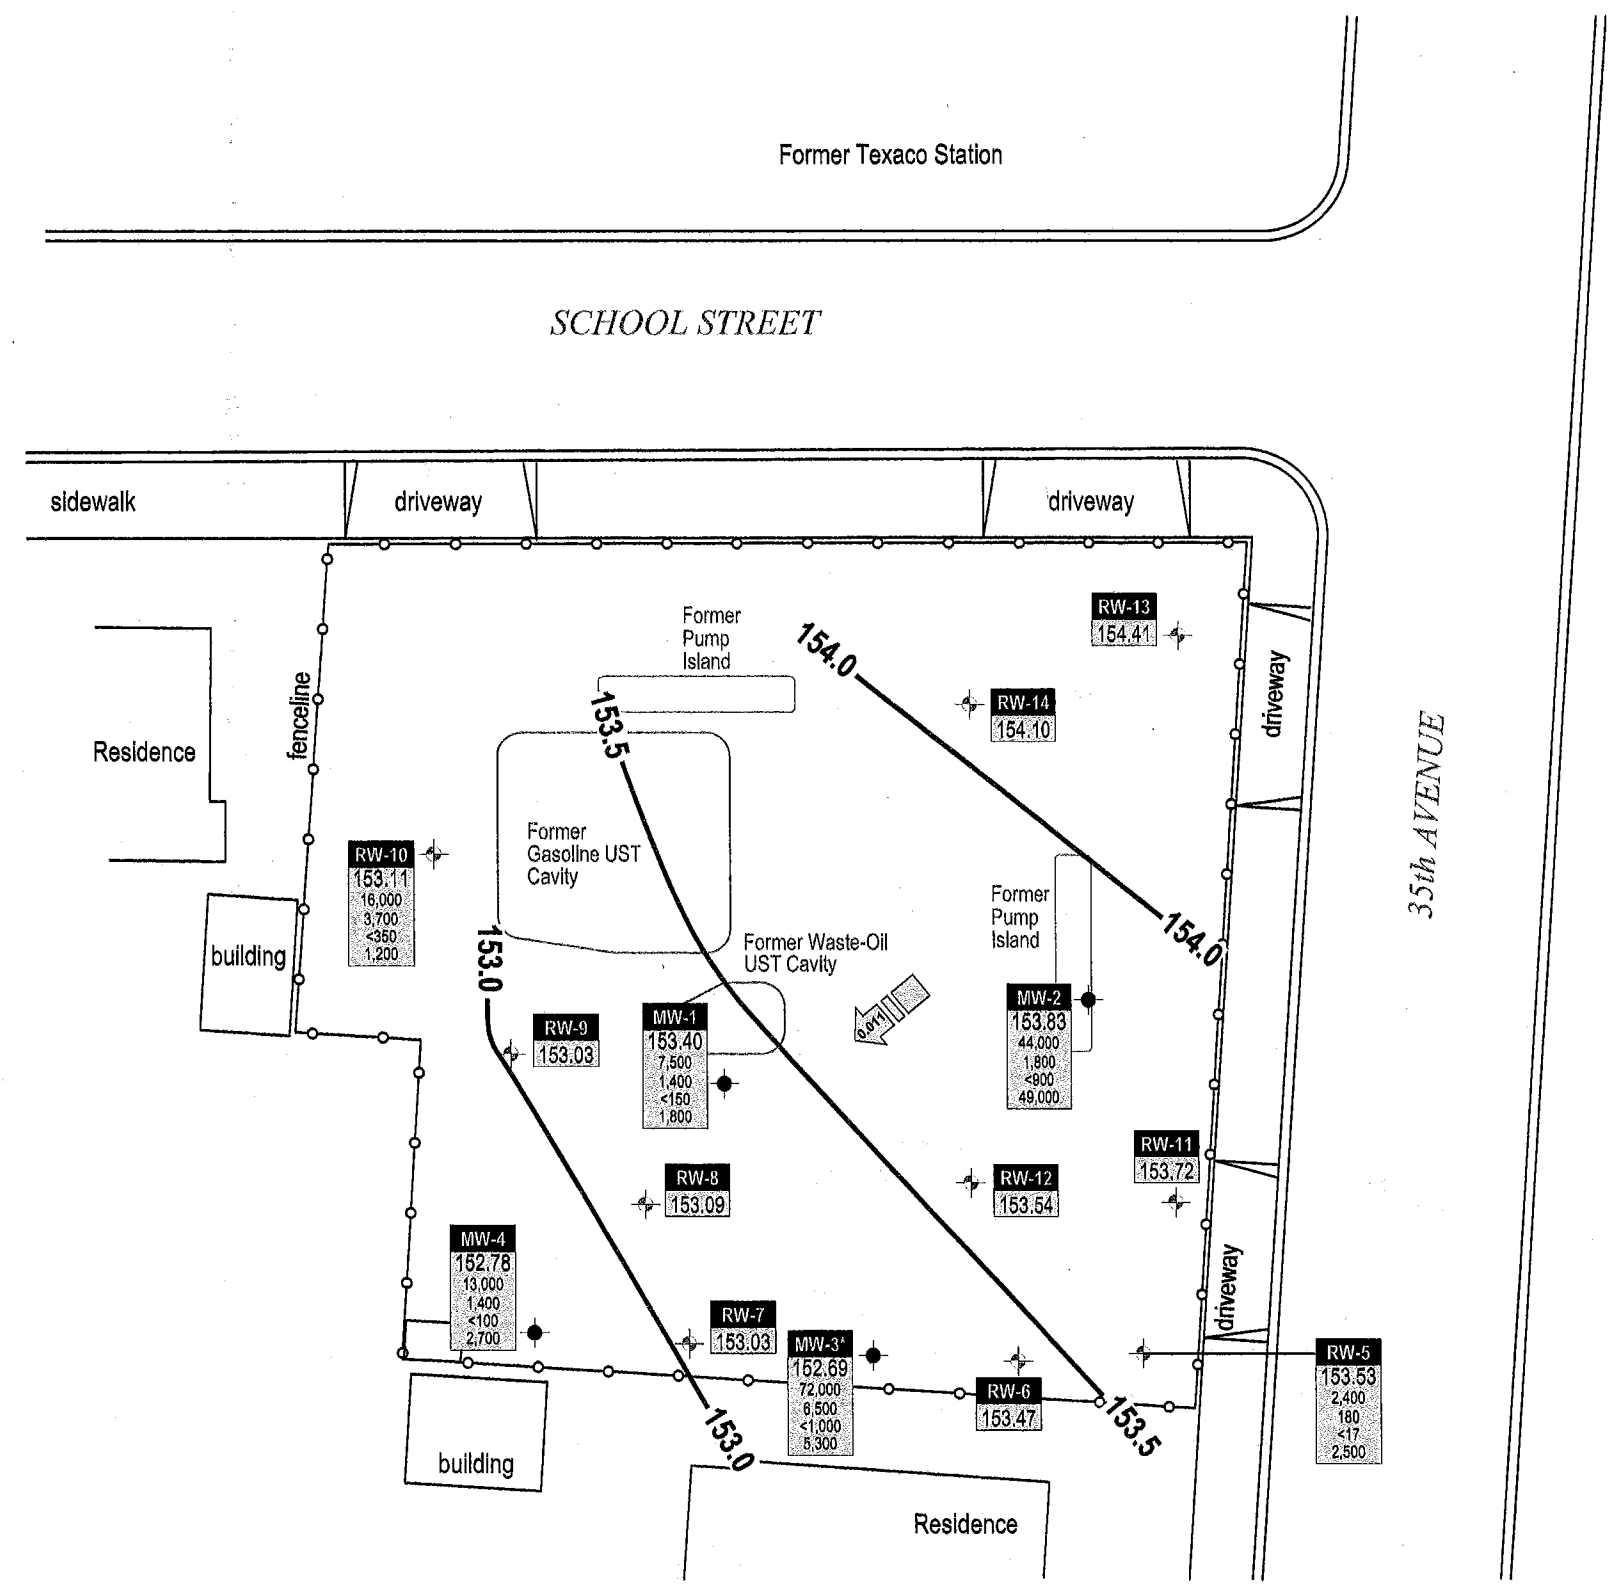 Former Texaco Station
SCHOOL STREET
sidewalk
driveway
driveway
RW-13
154.41
Former
Pump
Island
154.0
RW-14
154.10
fenceline
153.5
driveway
Residence
35th AVENUE
Former
Gasoline UST
Cavity
RW-10
153.11
16,000
3,700
<350
1,200
Former
Pump
Island
154.0
building
153.0
Former Waste-Oil
UST Cavity
0.011
MW-2
153.83
44,000
1,800
<900
49,000
MW-1
153.40
7,500
1,400
<150
1,800
RW-9
153.03
RW-11
153.72
RW-8
153.09
RW-12
153.54
MW-4
152.78
13,000
1,400
<100
2,700
driveway
RW-7
153.03
MW-3*
152.69
72,000
6,500
<1,000
5,300
RW-6
153.47
RW-5
153.53
2,400
180
<17
2,500
153.0
153.5
building
Residence